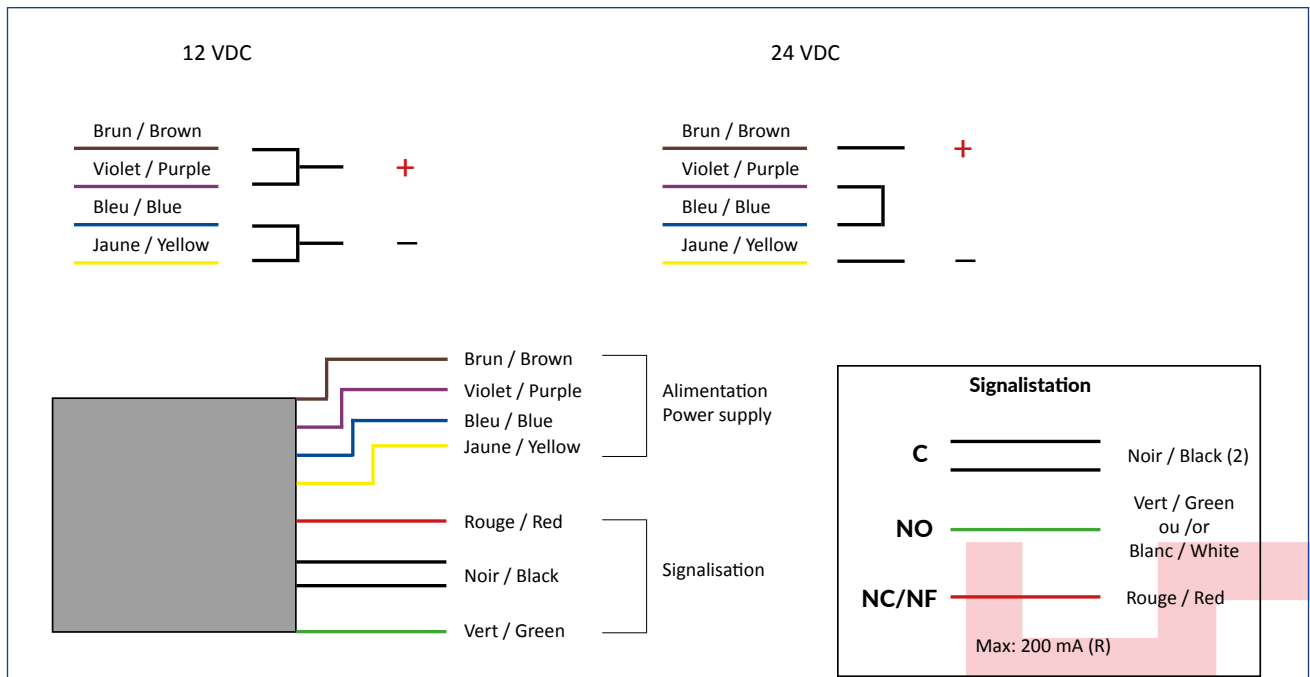 12 VDC
Brun / Brown
Violet / Purple
Bleu / Blue
Jaune / Yellow
+
–
24 VDC
Brun / Brown
Violet / Purple
Bleu / Blue
Jaune / Yellow
+
–
Brun / Brown
Violet / Purple
Bleu / Blue
Jaune / Yellow
Alimentation
Power supply
Rouge / Red
Noir / Black
Vert / Green
Signalisation
Signalistation
C
Noir / Black (2)
NO
Vert / Green
ou /or
Blanc / White
NC/NF
Rouge / Red
Max: 200 mA (R)